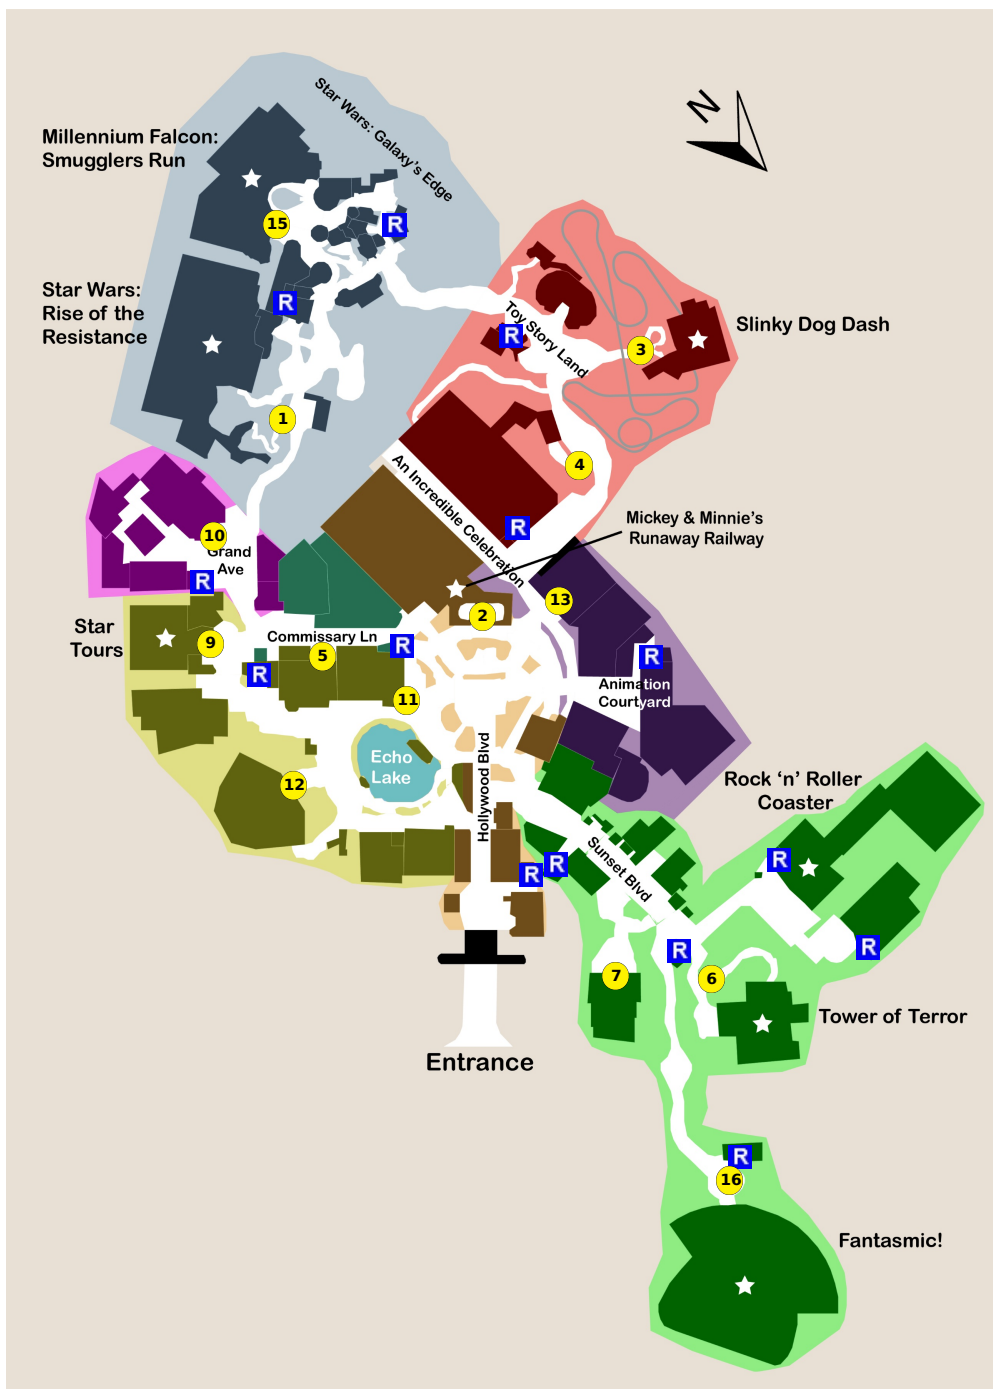 N
Star Wars: Galaxy's Edge
Millennium Falcon:
Smugglers Run
15
R
Star Wars:
Rise of the
Resistance
R
Toy Story Land
R
3
Slinky Dog Dash
1
An Incredible Celebration
4
R
Mickey & Minnie's
Runaway Railway
10
Grand
Ave
R
13
2
Star
Tours
9
Commissary Ln
5
R
R
R
Animation
Courtyard
11
Echo
Lake
12
Hollywood Blvd
Rock 'n' Roller
Coaster
Sunset Blvd
R
R
R
R
R
7
6
Tower of Terror
Entrance
R
16
Fantasmic!